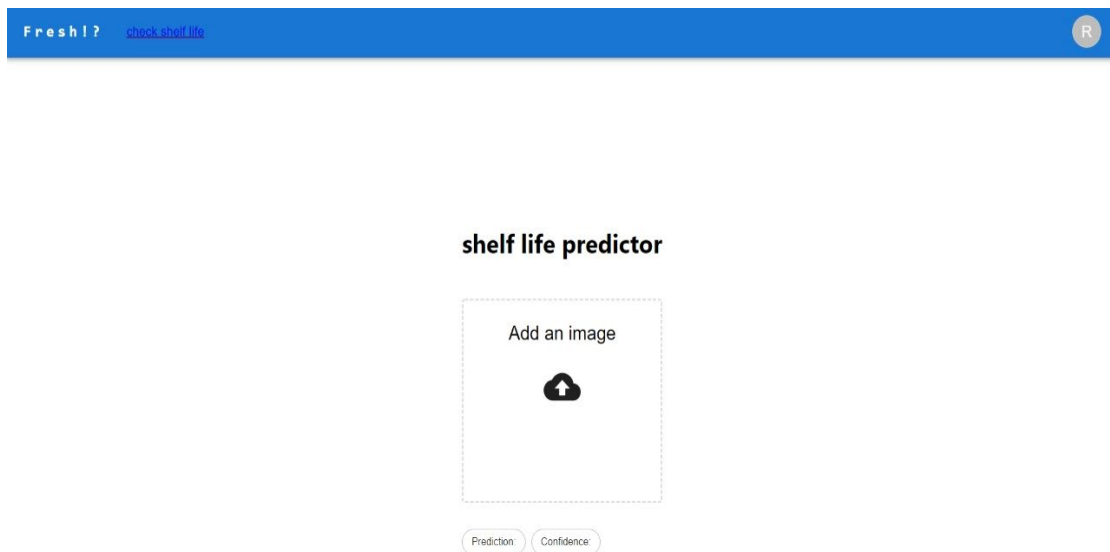 Fresh!? check shelf life R
shelf life predictor
Add an image
Prediction: Confidence: